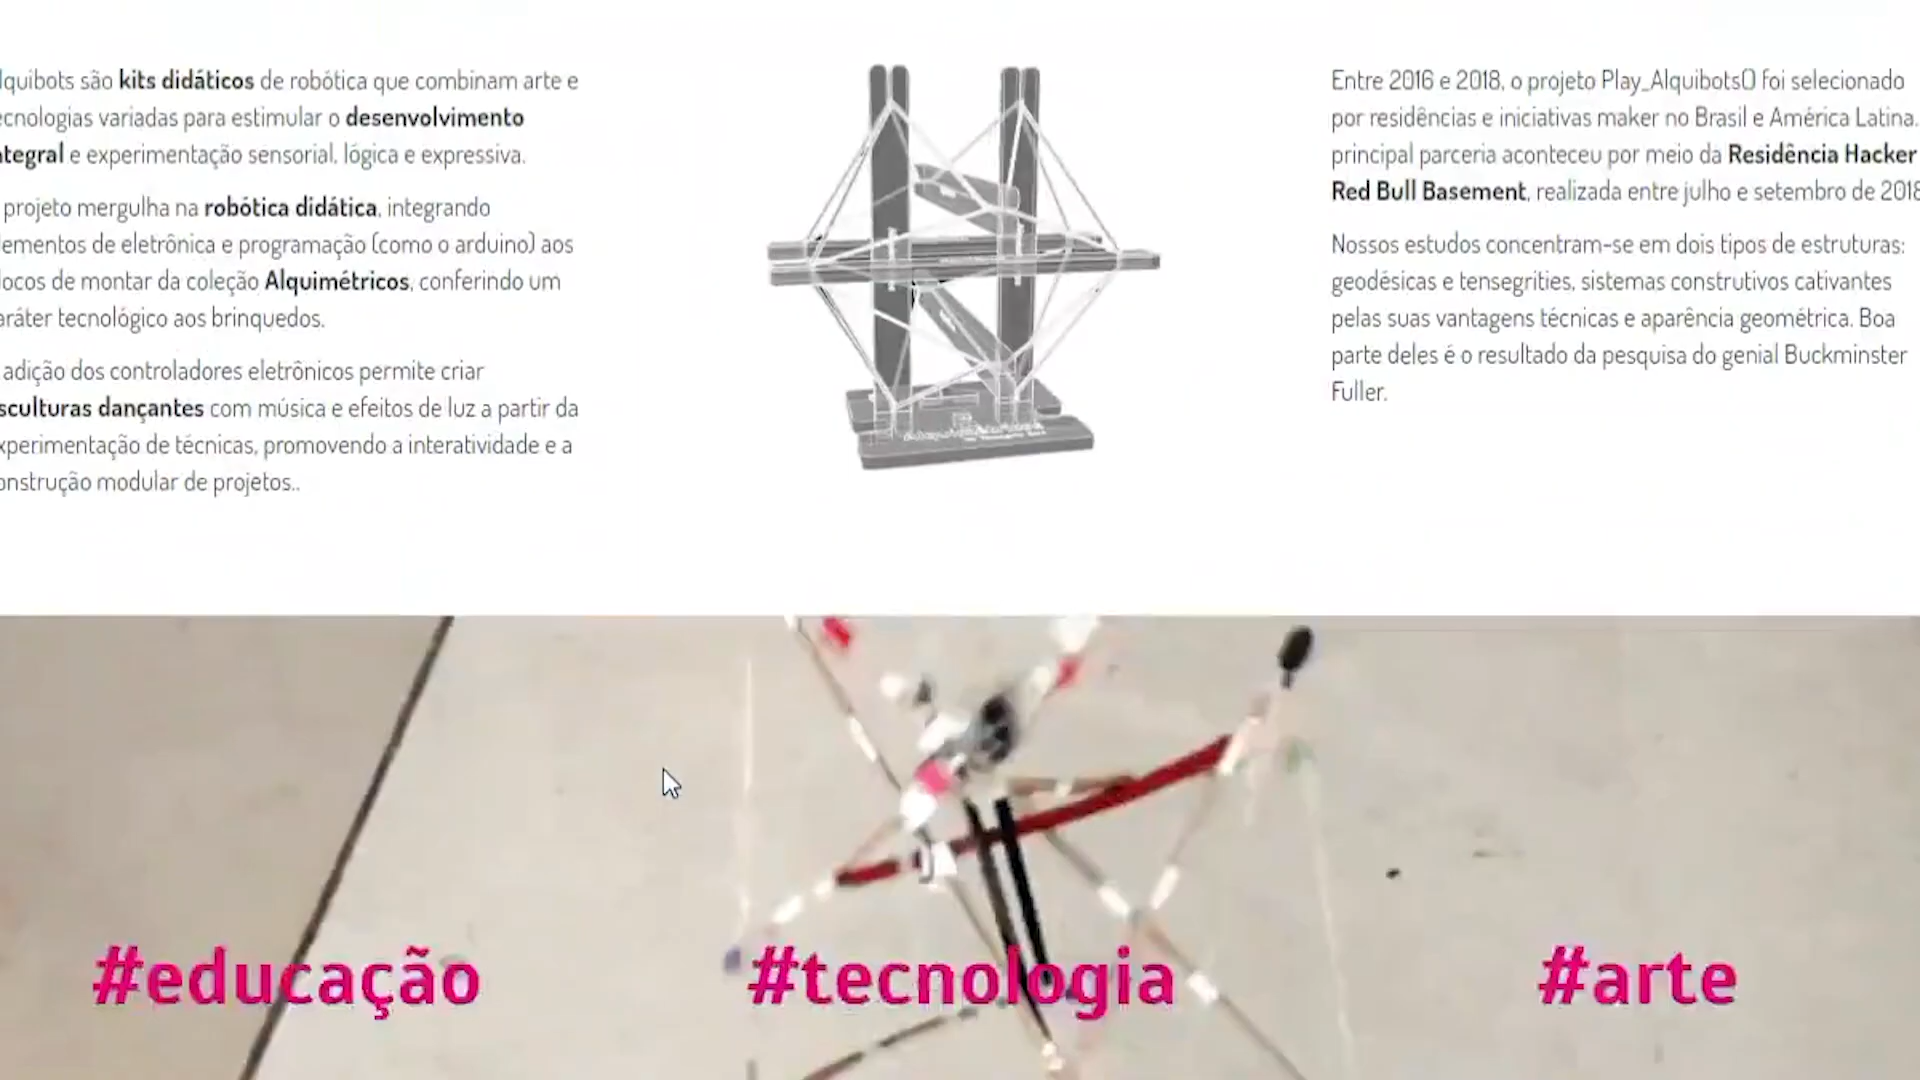 lquibots são kits didáticos de robótica que combinam arte e
ecnologias variadas para estimular o desenvolvimento
ntegral e experimentação sensorial, lógica e expressiva.
projeto mergulha na robótica didática, integrando
lementos de eletrônica e programação (como o arduino) aos
locos de montar da coleção Alquimétricos, conferindo um
aráter tecnológico aos brinquedos.
adição dos controladores eletrônicos permite criar
sculturas dançantes com música e efeitos de luz a partir da
xperimentação de técnicas, promovendo a interatividade e a
onstrução modular de projetos..
Entre 2016 e 2018, o projeto Play_Alquibots() foi selecionado
por residências e iniciativas maker no Brasil e América Latina.
principal parceria aconteceu por meio da Residência Hacker
Red Bull Basement, realizada entre julho e setembro de 2018
Nossos estudos concentram-se em dois tipos de estruturas:
geodésicas e tensegrities, sistemas construtivos cativantes
pelas suas vantagens técnicas e aparência geométrica. Boa
parte deles é o resultado da pesquisa do genial Buckminster
Fuller.
#educação
#tecnologia
#arte